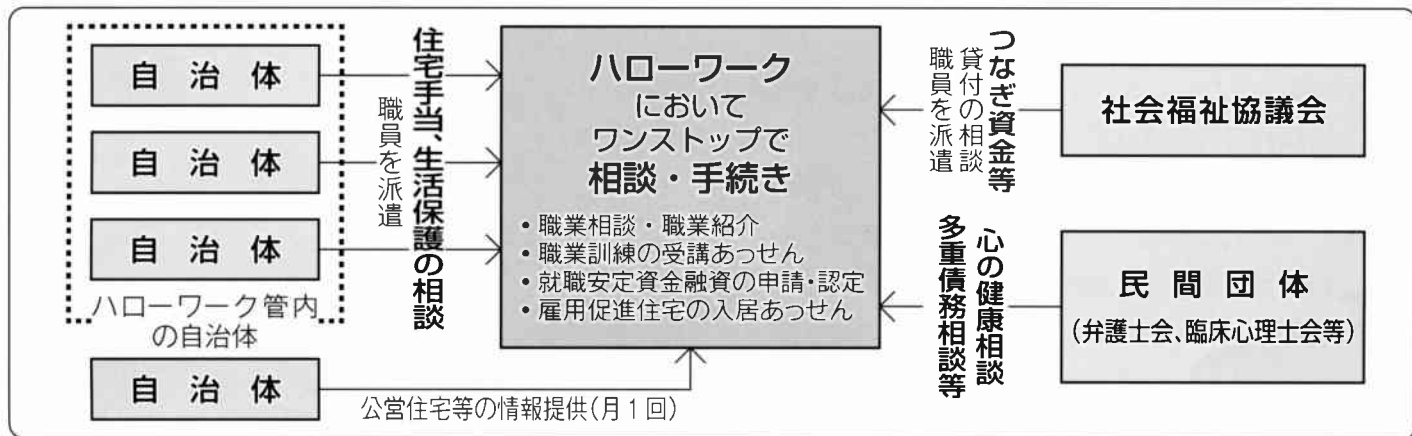 自治体
自治体
自治体
ハローワーク管内
の自治体
自治体
住宅手当、生活保護の相談
職員を派遣
公営住宅等の情報提供(月1回)
ハローワーク
において
ワンストップで
相談・手続き
・職業相談・職業紹介
・職業訓練の受講あっせん
・就職安定資金融資の申請・認定
・雇用促進住宅の入居あっせん
つなぎ資金等
貸付の相談
職員を派遣
社会福祉協議会
心の健康相談
多重債務相談等
民間団体
(弁護士会、臨床心理士会等)